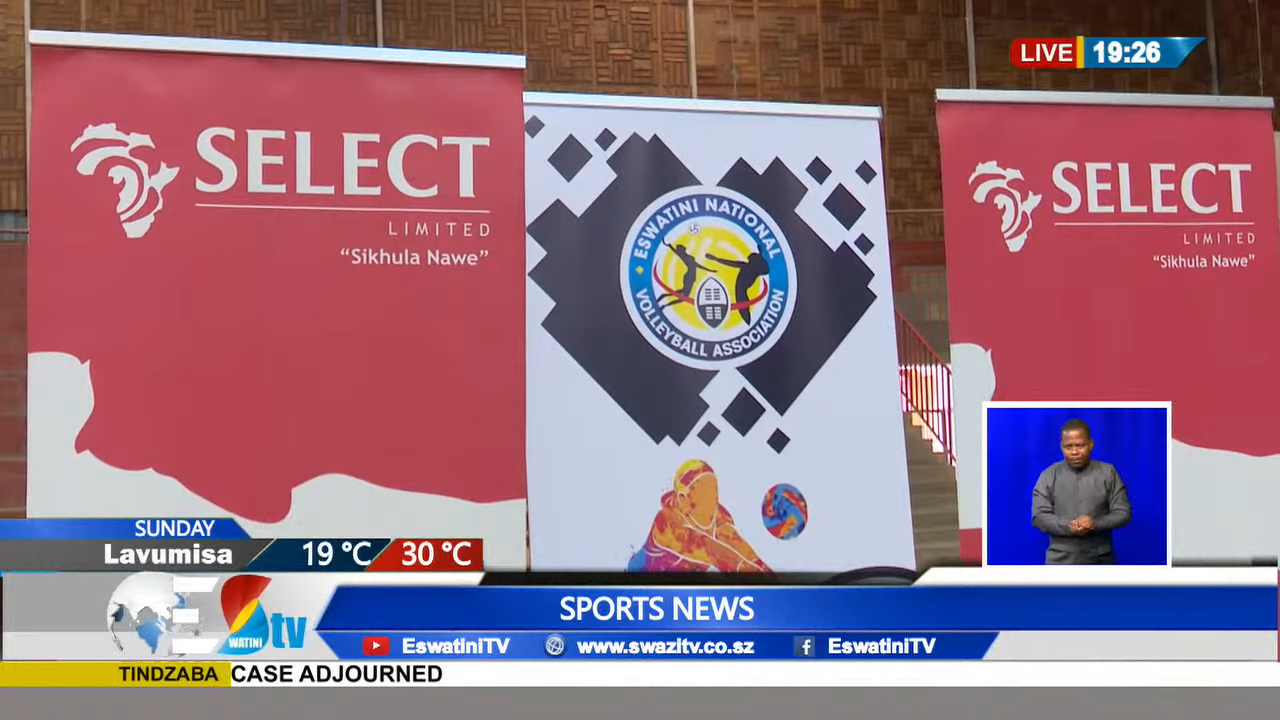 LIVE 19:26
SELECT
LIMITED
“Sikhula Nawe”
ESWATINI NATIONAL
VOLLEYBALL ASSOCIATION
SELECT
LIMITED
“Sikhula Nawe”
SUNDAY
Lavumisa 19 °C 30 °C
ESWATINI tv
SPORTS NEWS
EswatiniTV www.swazitv.co.sz EswatiniTV
TINDZABA CASE ADJOURNED